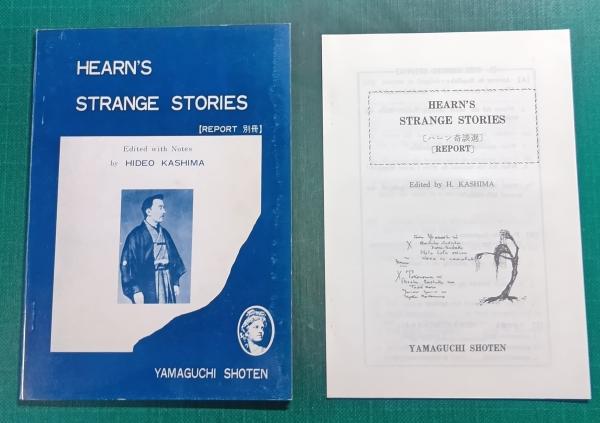 HEARN'S
STRANGE STORIES
【REPORT 別冊】
Edited with Notes
by HIDEO KASHIMA
YAMAGUCHI SHOTEN
HEARN'S
STRANGE STORIES
〔ハーン奇談選〕
〔REPORT〕
Edited by H. KASHIMA
YAMAGUCHI SHOTEN